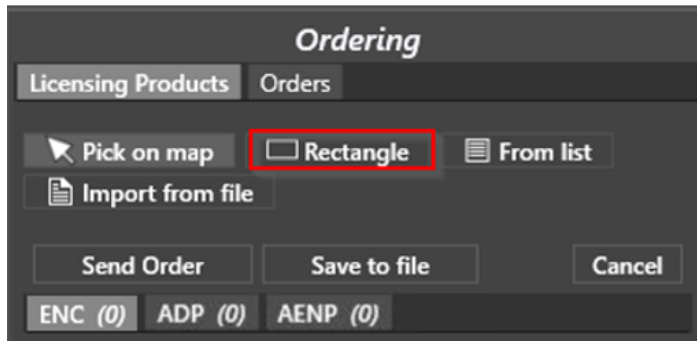 Ordering
Licensing Products Orders
Pick on map Rectangle From list
Import from file
Send Order Save to file Cancel
ENC (0) ADP (0) AENP (0)